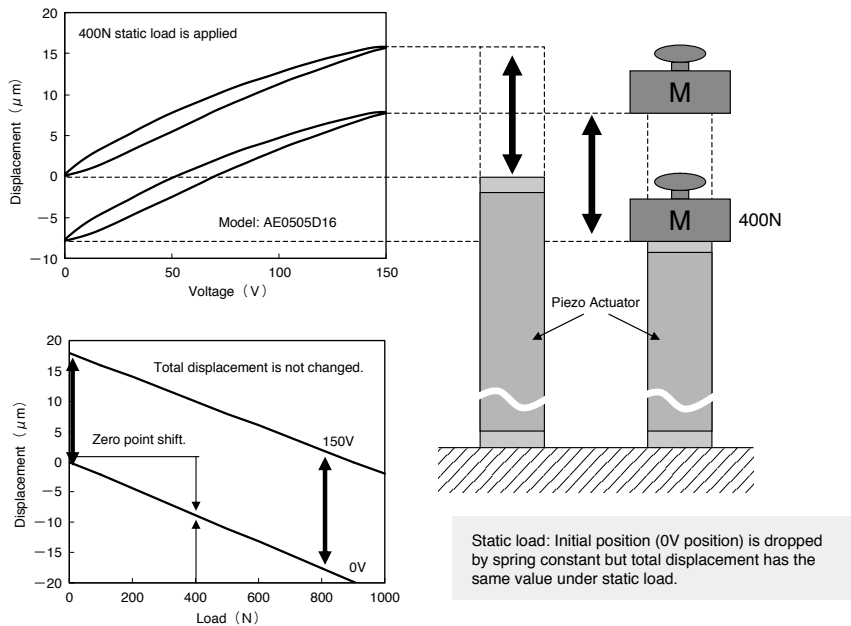 20
15
10
5
0
−5
−10
Displacement (μm)
400N static load is applied
Model: AE0505D16
0
50
100
150
Voltage (V)
M
M
400N
Piezo Actuator
20
15
10
5
0
−5
−10
−15
−20
Displacement (μm)
Total displacement is not changed.
Zero point shift.
150V
0V
0
200
400
600
800
1000
Load (N)
Static load: Initial position (0V position) is dropped
by spring constant but total displacement has the
same value under static load.